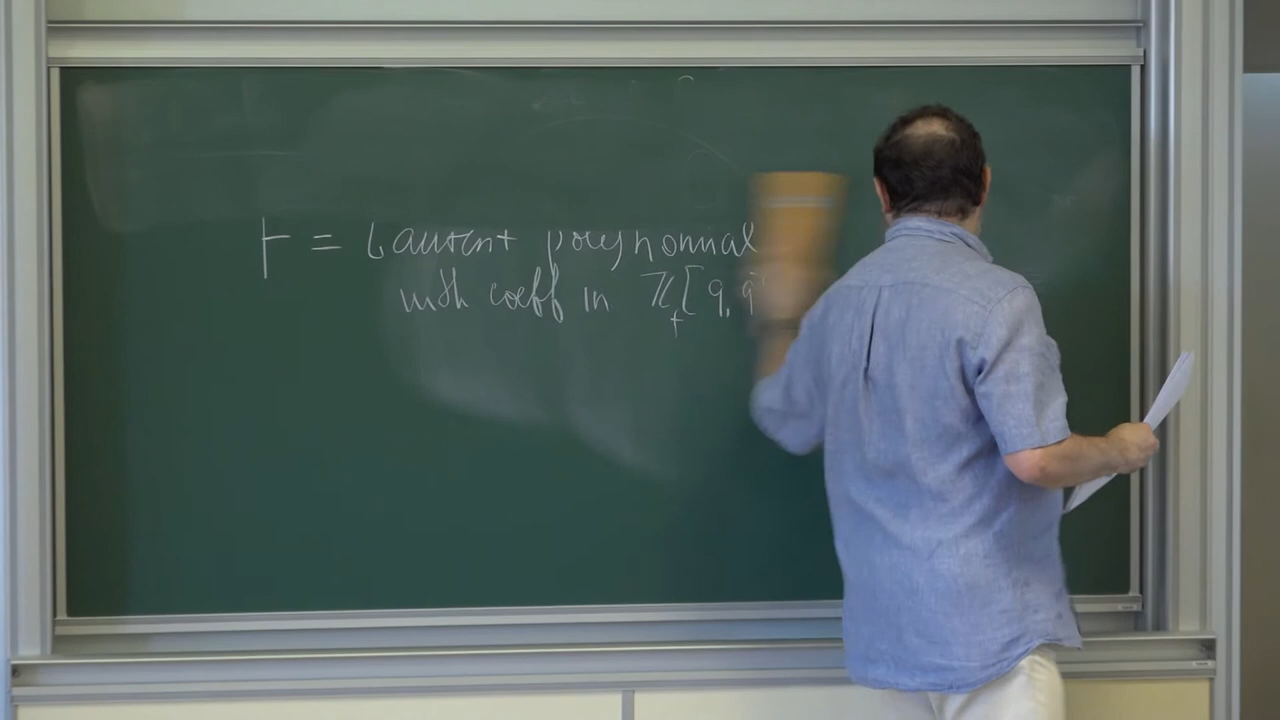 F = Laurent polynomial
with coeff in ℤ₊[q, q⁻